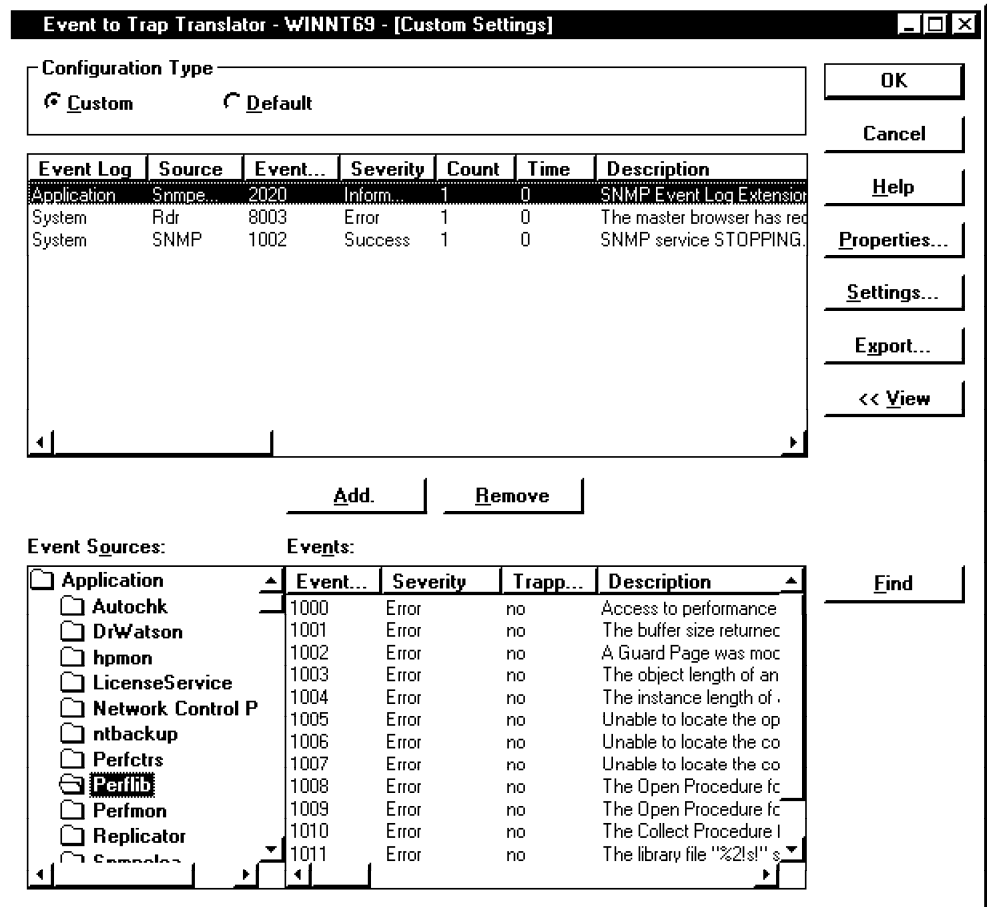 Event to Trap Translator - WINNT69 - [Custom Settings]
Configuration Type
Custom Default
OK
Cancel
Help
Properties...
Settings...
Export...
<< View
Event Log Source Event... Severity Count Time Description
Application Snmpe... 2020 Inform... 1 0 SNMP Event Log Extension
System Rdr 8003 Error 1 0 The master browser has rec
System SNMP 1002 Success 1 0 SNMP service STOPPING.
Add. Remove
Event Sources:
Application
Autochk
DrWatson
hpmon
LicenseService
Network Control P
ntbackup
Perfctrs
Perflib
Perfmon
Replicator
Events:
Event... Severity Trapp... Description
1000 Error no Access to performance
1001 Error no The buffer size returned
1002 Error no A Guard Page was moc
1003 Error no The object length of an
1004 Error no The instance length of
1005 Error no Unable to locate the op
1006 Error no Unable to locate the co
1007 Error no Unable to locate the co
1008 Error no The Open Procedure fc
1009 Error no The Open Procedure fc
1010 Error no The Collect Procedure
1011 Error no The library file "%2!s!" s
Find